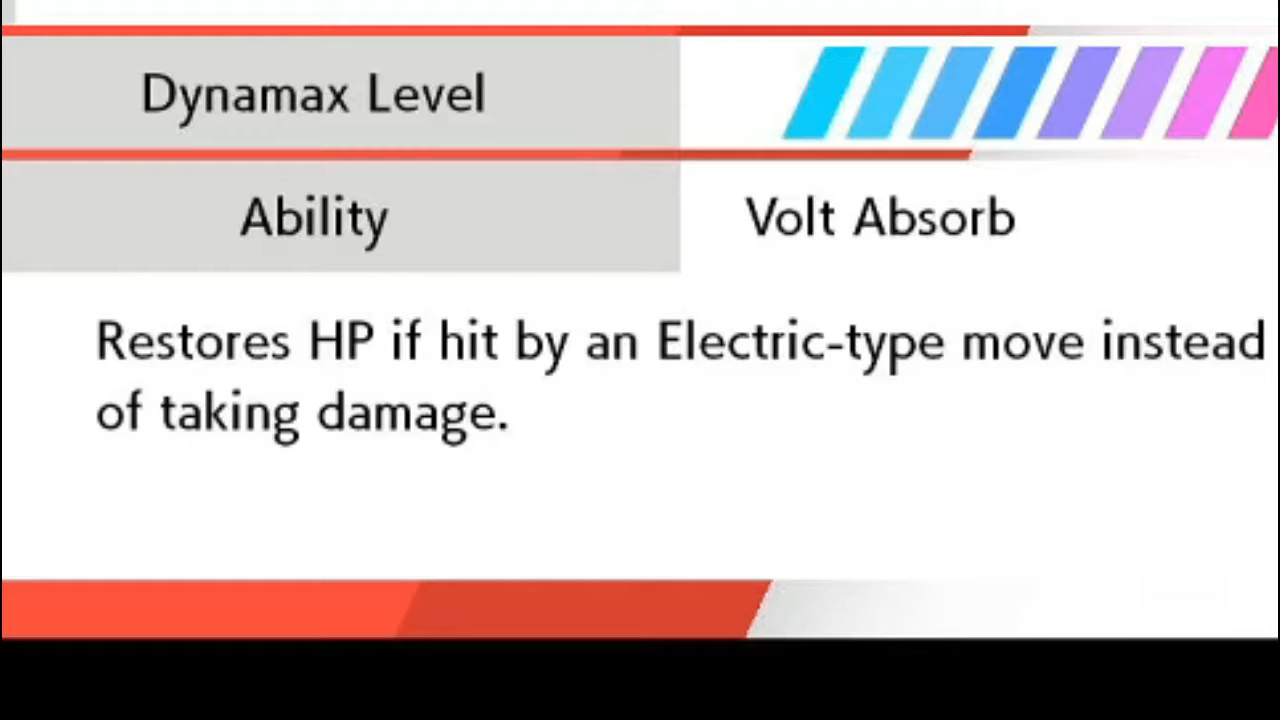 Dynamax Level
Ability Volt Absorb
Restores HP if hit by an Electric-type move instead
of taking damage.